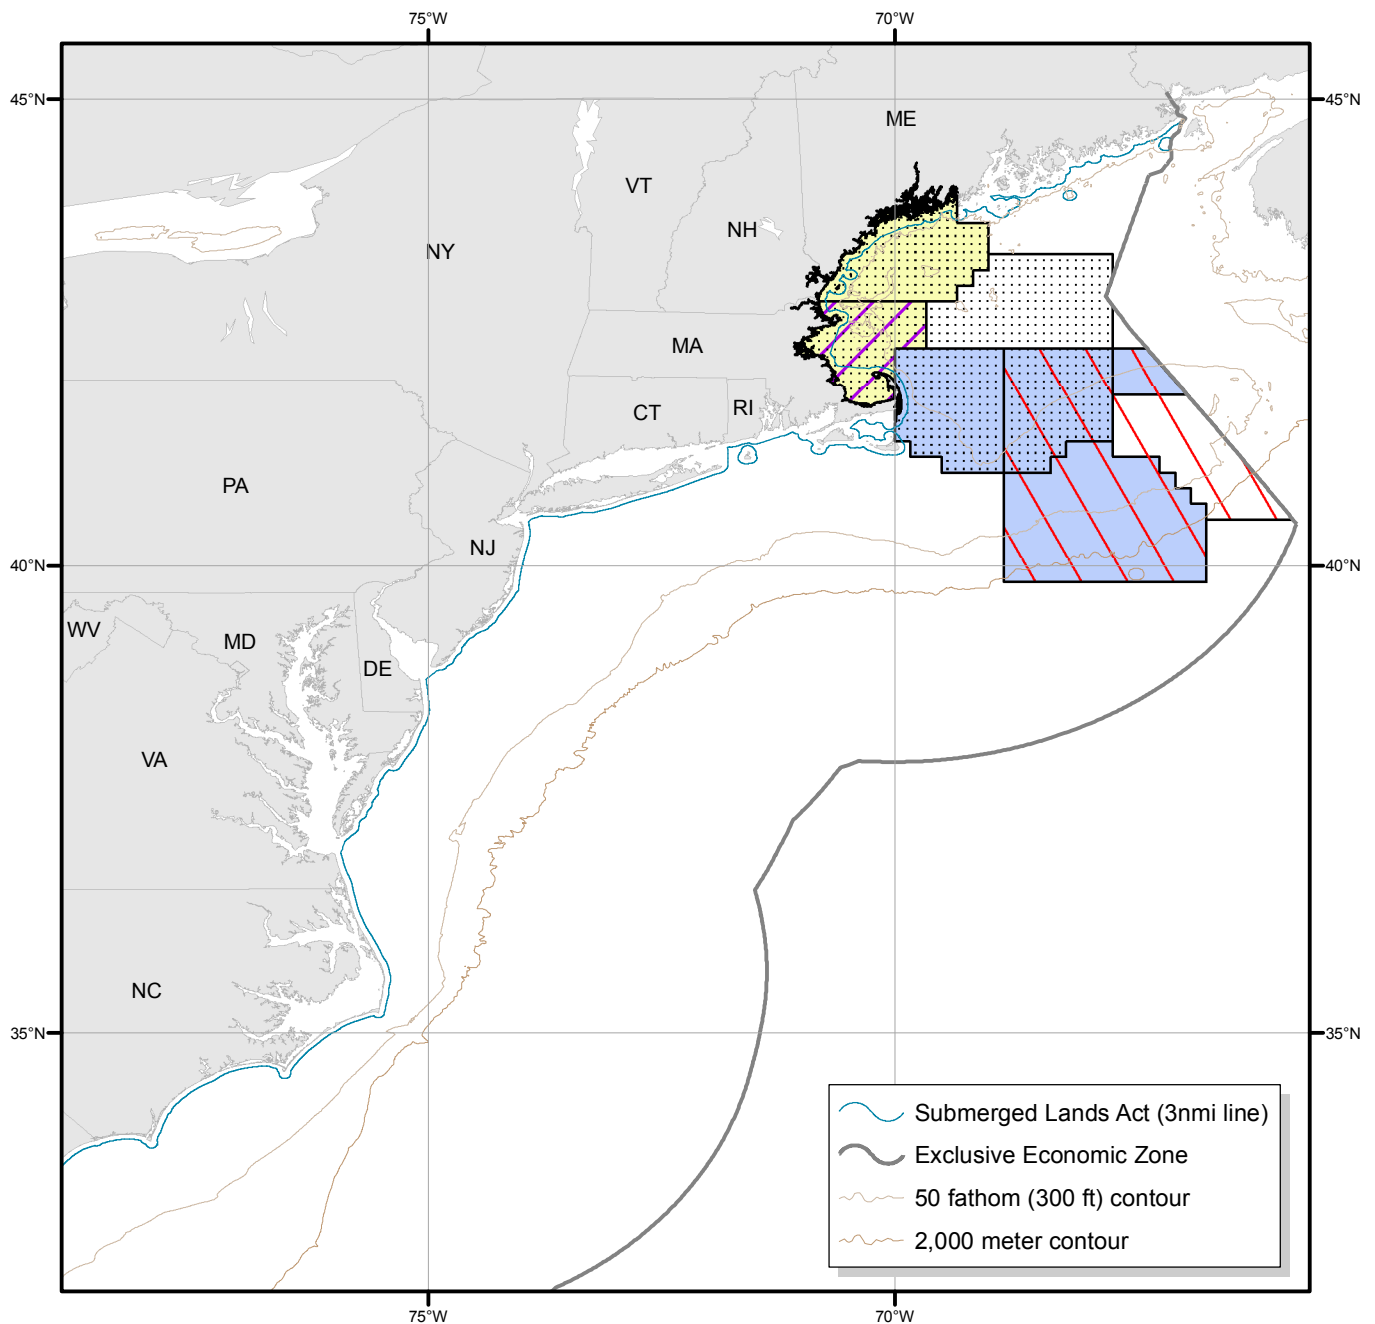 75°W
70°W
45°N
45°N
ME
VT
NH
NY
MA
CT
RI
PA
NJ
40°N
40°N
WV
MD
DE
VA
NC
35°N
35°N
Submerged Lands Act (3nmi line)
Exclusive Economic Zone
50 fathom (300 ft) contour
2,000 meter contour
75°W
70°W